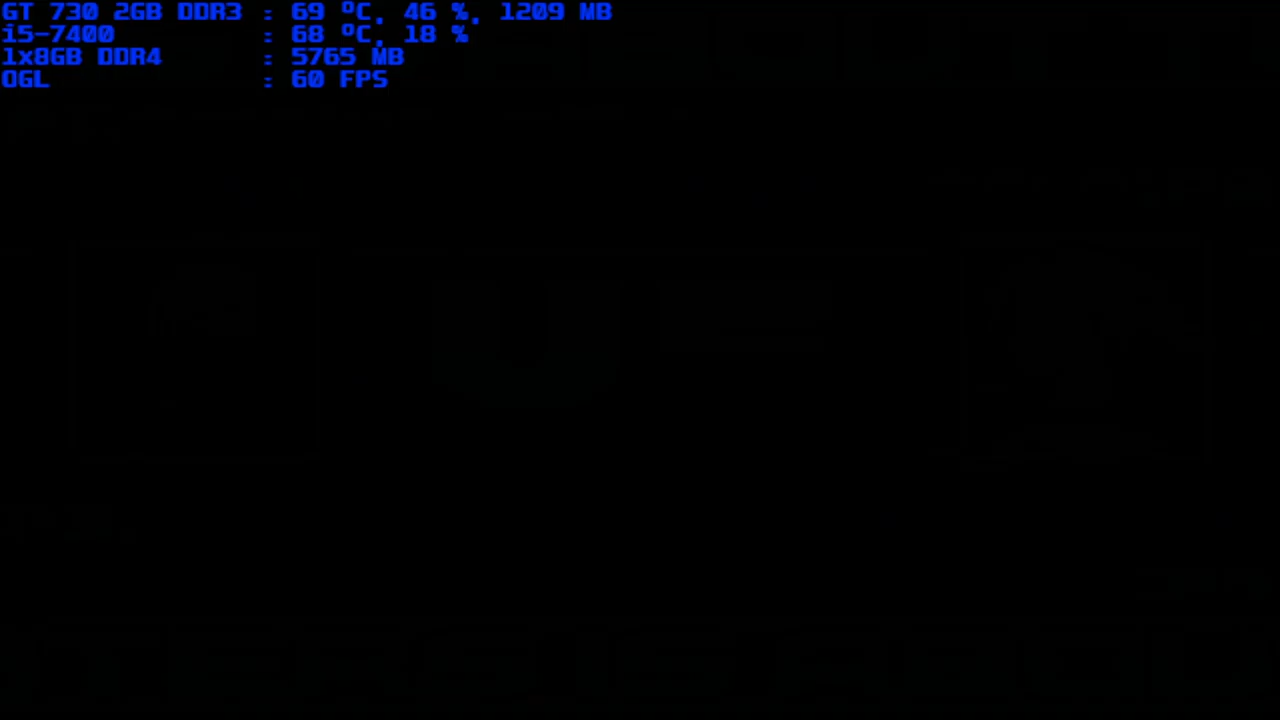 GT 730 2GB DDR3 : 69 ºC, 46 %, 1209 MB
i5-7400 : 68 ºC, 18 %
1x8GB DDR4 : 5765 MB
OGL : 60 FPS